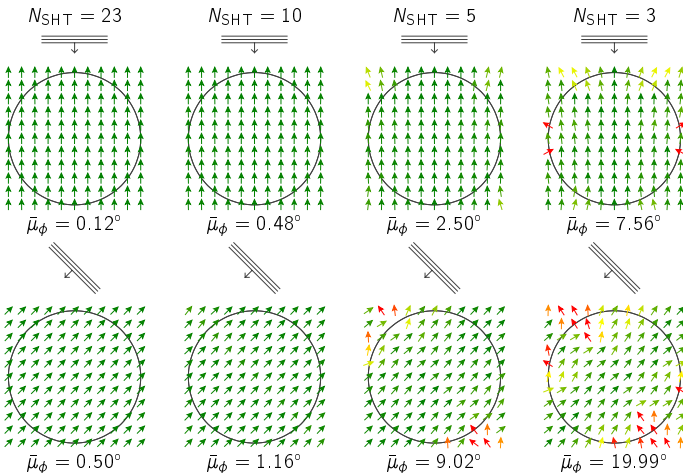 N_SHT = 23 N_SHT = 10 N_SHT = 5 N_SHT = 3
μ̄_ϕ = 0.12° μ̄_ϕ = 0.48° μ̄_ϕ = 2.50° μ̄_ϕ = 7.56°
μ̄_ϕ = 0.50° μ̄_ϕ = 1.16° μ̄_ϕ = 9.02° μ̄_ϕ = 19.99°